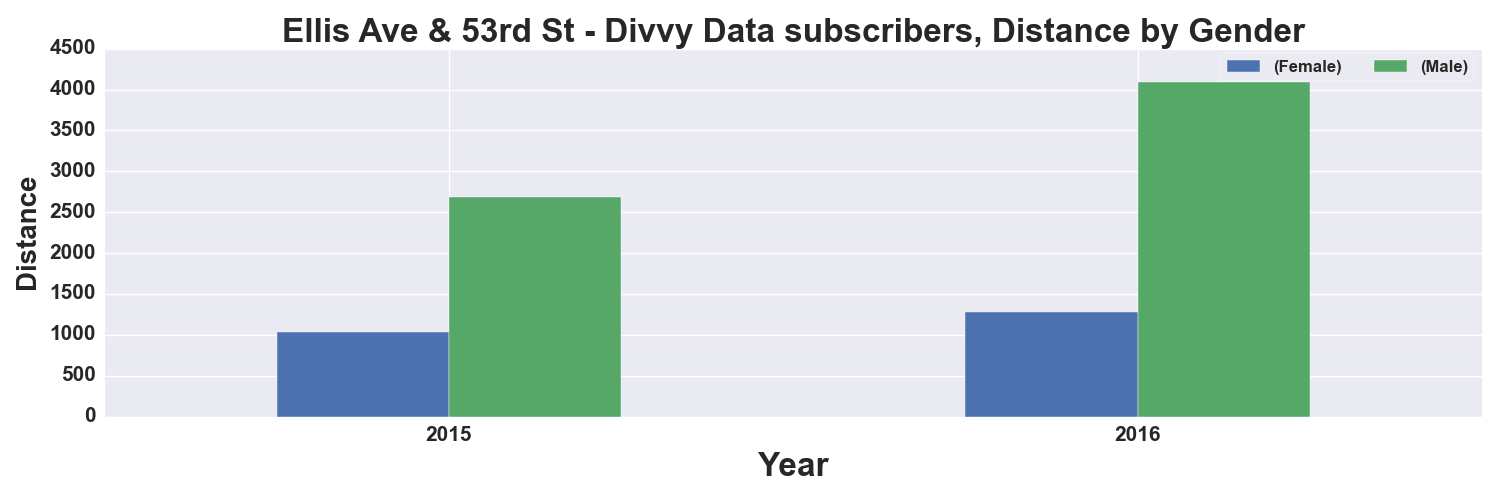 Ellis Ave & 53rd St - Divvy Data subscribers, Distance by Gender
(Female) (Male)
4500
4000
3500
3000
2500
2000
1500
1000
500
0
Distance
2015 2016
Year